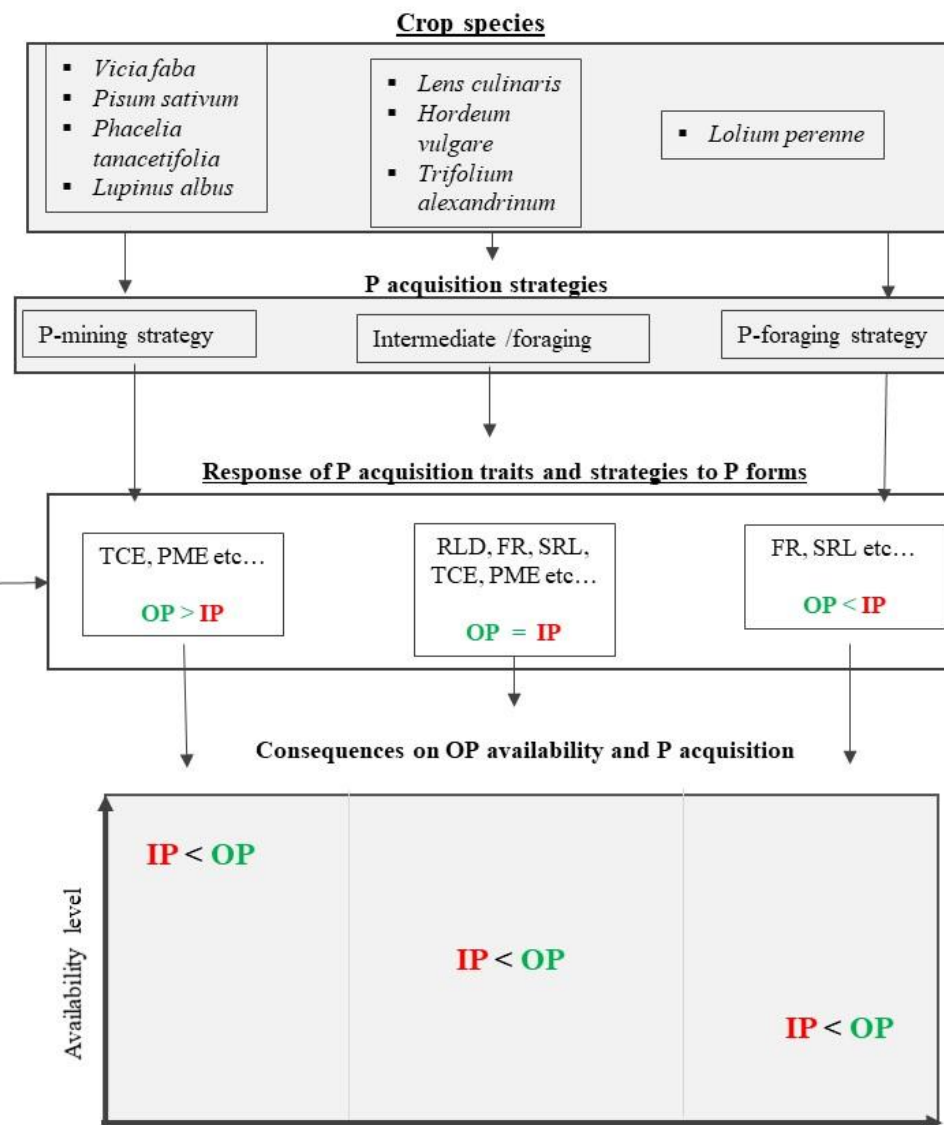 Crop species
▪ Vicia faba
▪ Pisum sativum
▪ Phacelia
tanacetifolia
▪ Lupinus albus
▪ Lens culinaris
▪ Hordeum
vulgare
▪ Trifolium
alexandrinum
▪ Lolium perenne
P acquisition strategies
P-mining strategy
Intermediate /foraging
P-foraging strategy
Response of P acquisition traits and strategies to P forms
TCE, PME etc…
OP > IP
RLD, FR, SRL,
TCE, PME etc…
OP = IP
FR, SRL etc…
OP < IP
Consequences on OP availability and P acquisition
Availability level
IP < OP
IP < OP
IP < OP